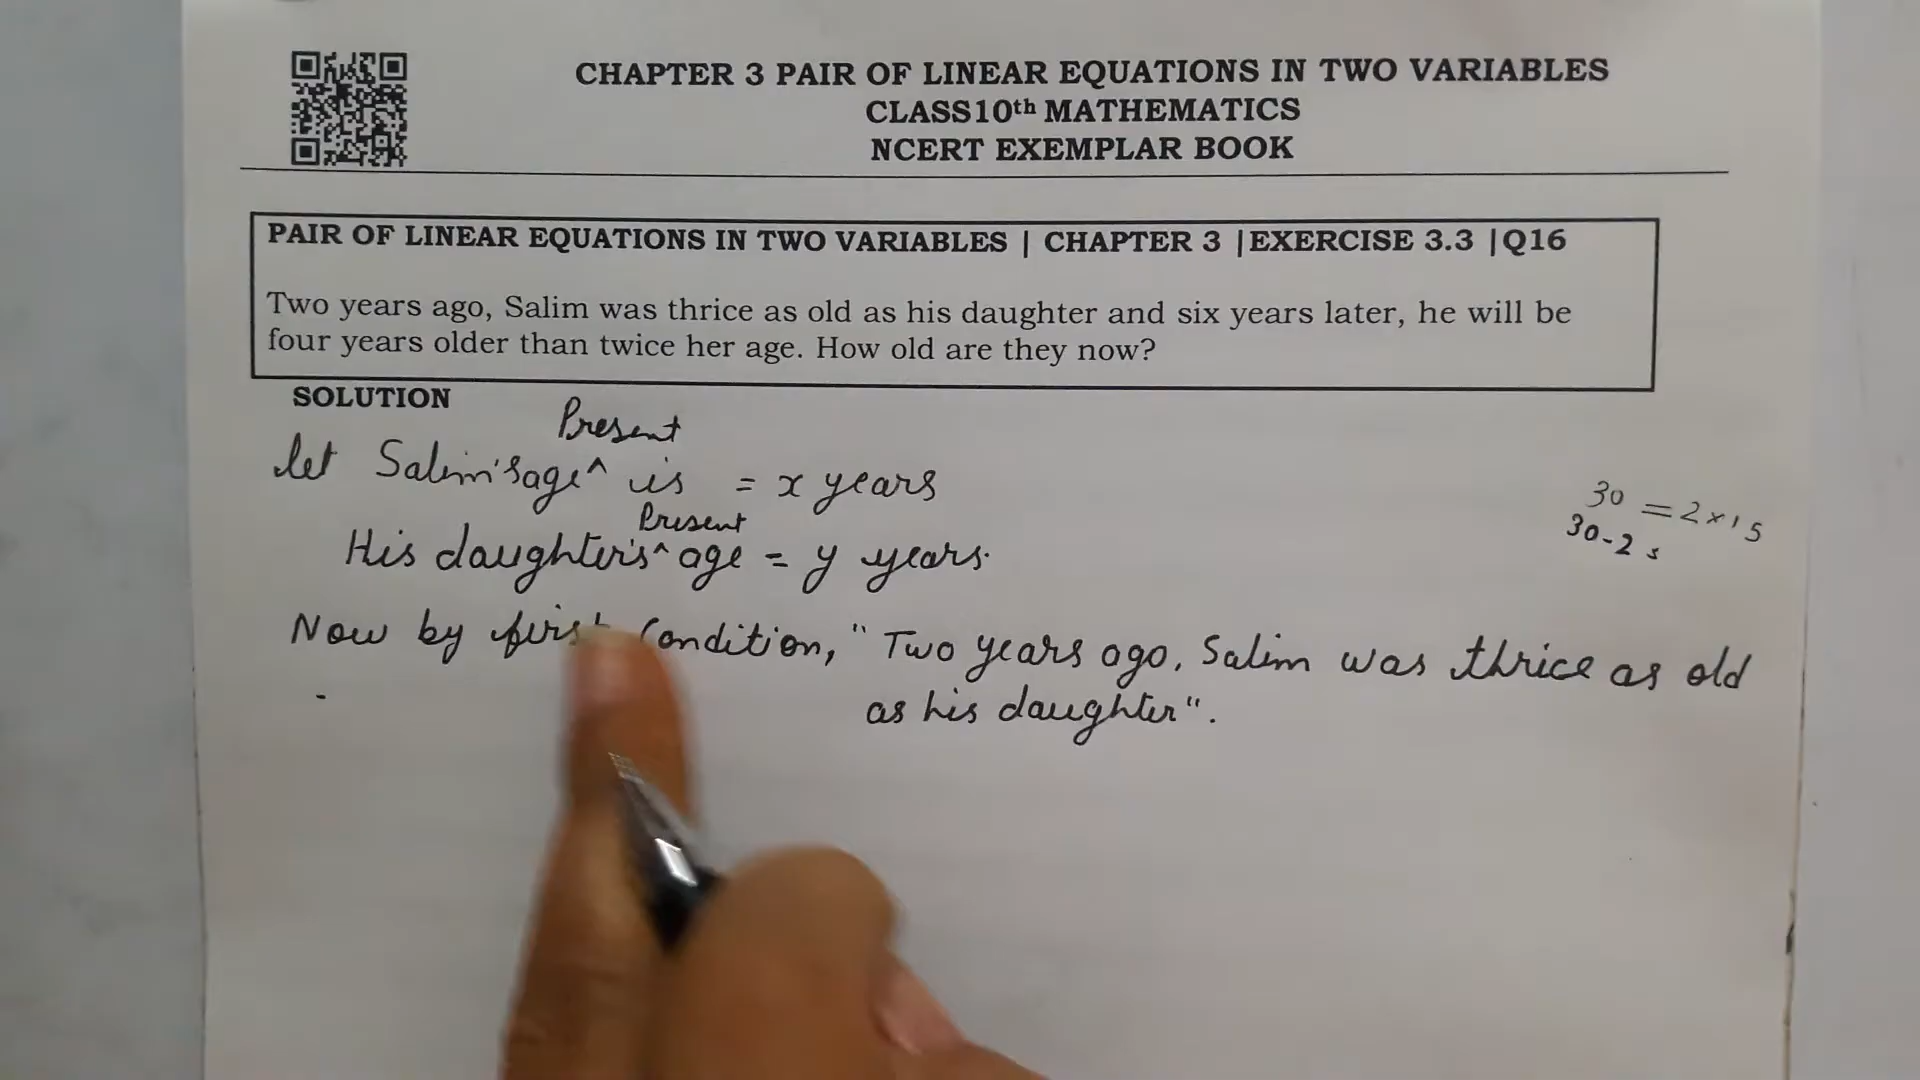 CHAPTER 3 PAIR OF LINEAR EQUATIONS IN TWO VARIABLES
CLASS10th MATHEMATICS
NCERT EXEMPLAR BOOK
PAIR OF LINEAR EQUATIONS IN TWO VARIABLES | CHAPTER 3 |EXERCISE 3.3 |Q16
Two years ago, Salim was thrice as old as his daughter and six years later, he will be
four years older than twice her age. How old are they now?
SOLUTION
Present
let Salim's age ^ is = x years
Present
His daughter's ^ age = y years.
30 = 2 x 15
30-2 s
Now by first Condition, " Two years ago, Salim was thrice as old
as his daughter".